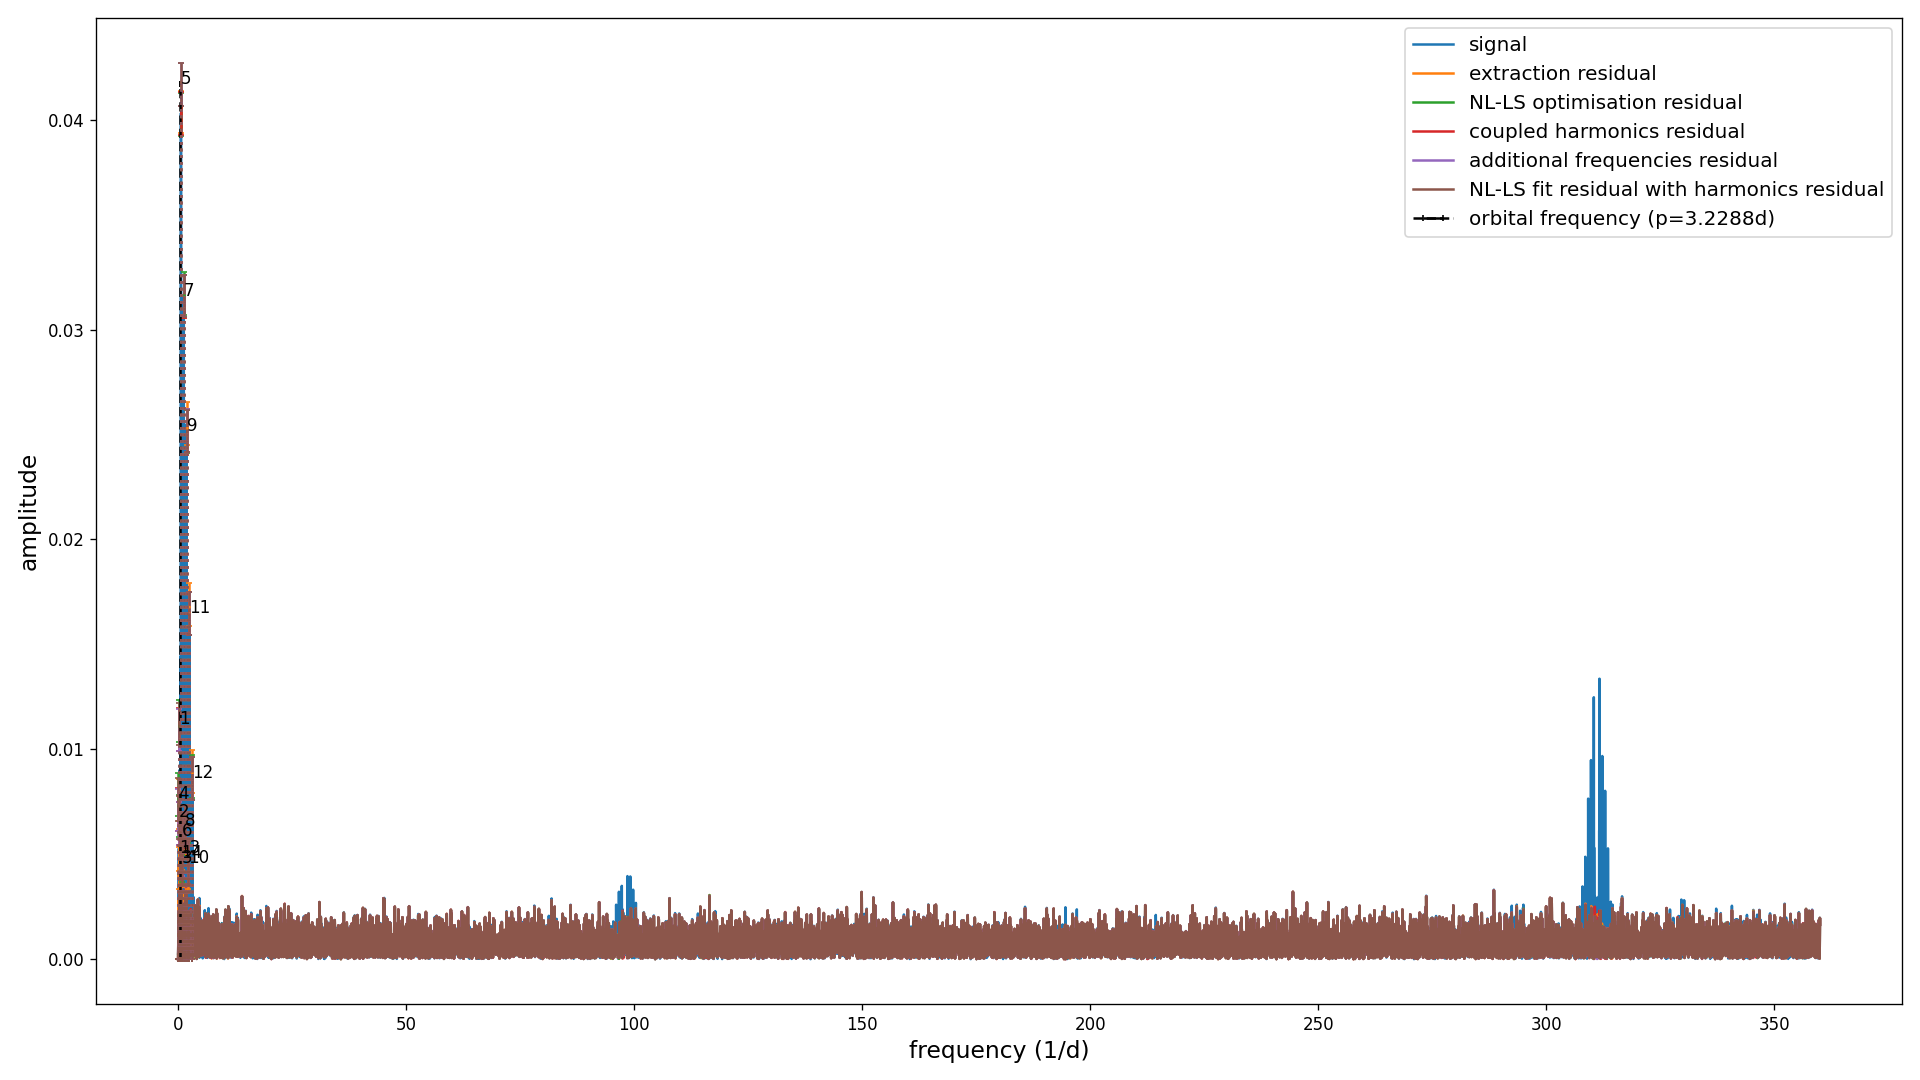 signal
extraction residual
NL-LS optimisation residual
coupled harmonics residual
additional frequencies residual
NL-LS fit residual with harmonics residual
orbital frequency (p=3.2288d)
5
7
9
11
1
12
4
2
8
6
10
0.04
0.03
0.02
0.01
0.00
amplitude
0
50
100
150
200
250
300
350
frequency (1/d)